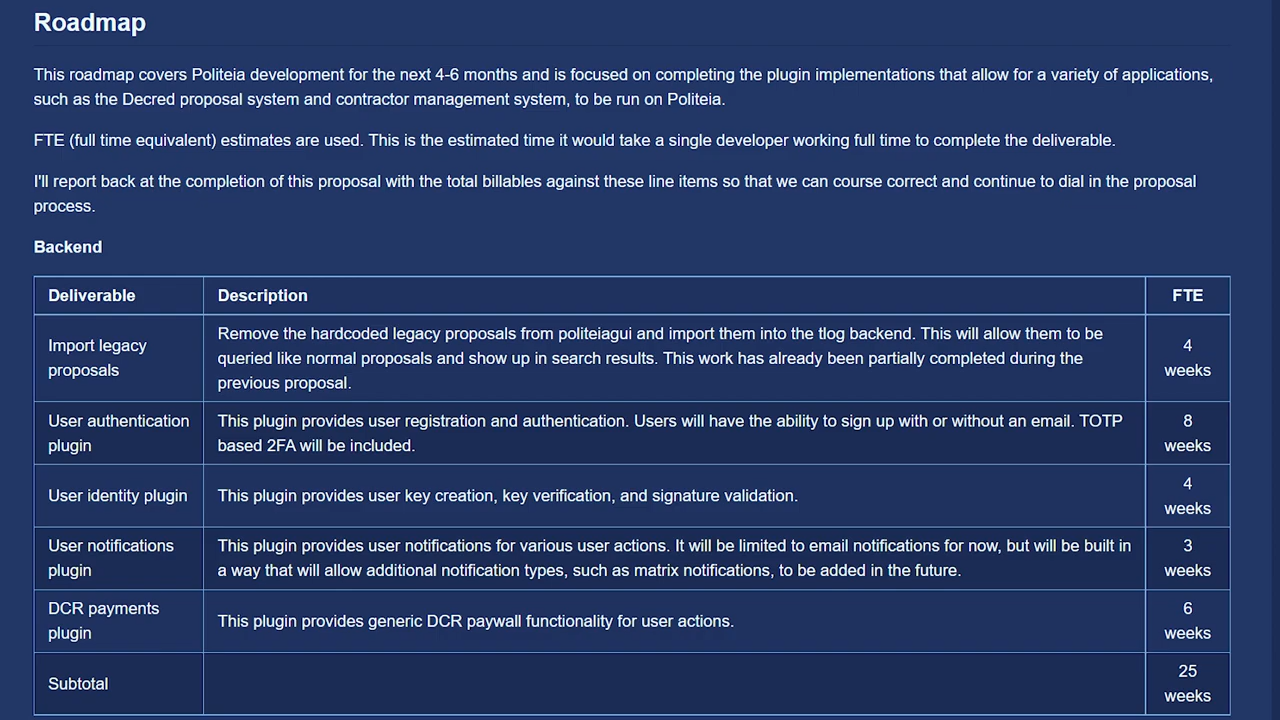 Roadmap
This roadmap covers Politeia development for the next 4-6 months and is focused on completing the plugin implementations that allow for a variety of applications,
such as the Decred proposal system and contractor management system, to be run on Politeia.
FTE (full time equivalent) estimates are used. This is the estimated time it would take a single developer working full time to complete the deliverable.
I'll report back at the completion of this proposal with the total billables against these line items so that we can course correct and continue to dial in the proposal
process.
Backend
Deliverable Description FTE
Import legacy
proposals
Remove the hardcoded legacy proposals from politeiagui and import them into the tlog backend. This will allow them to be
queried like normal proposals and show up in search results. This work has already been partially completed during the
previous proposal.
4
weeks
User authentication
plugin
This plugin provides user registration and authentication. Users will have the ability to sign up with or without an email. TOTP
based 2FA will be included.
8
weeks
User identity plugin
This plugin provides user key creation, key verification, and signature validation.
4
weeks
User notifications
plugin
This plugin provides user notifications for various user actions. It will be limited to email notifications for now, but will be built in
a way that will allow additional notification types, such as matrix notifications, to be added in the future.
3
weeks
DCR payments
plugin
This plugin provides generic DCR paywall functionality for user actions.
6
weeks
Subtotal
25
weeks